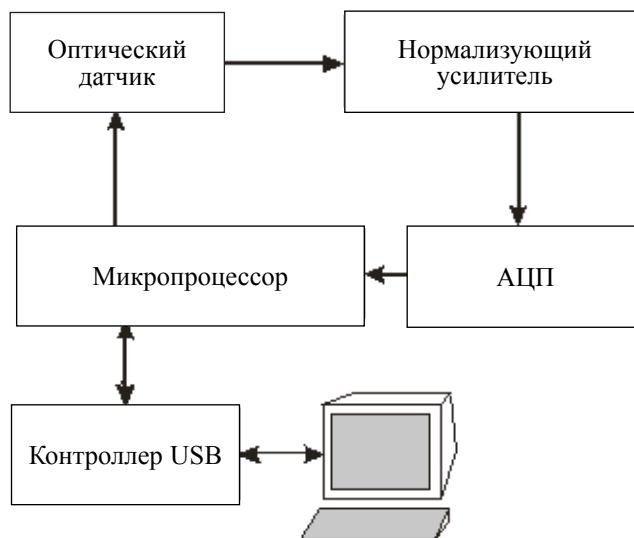 Оптический
датчик
Нормализующий
усилитель
Микропроцессор
АЦП
Контроллер USB